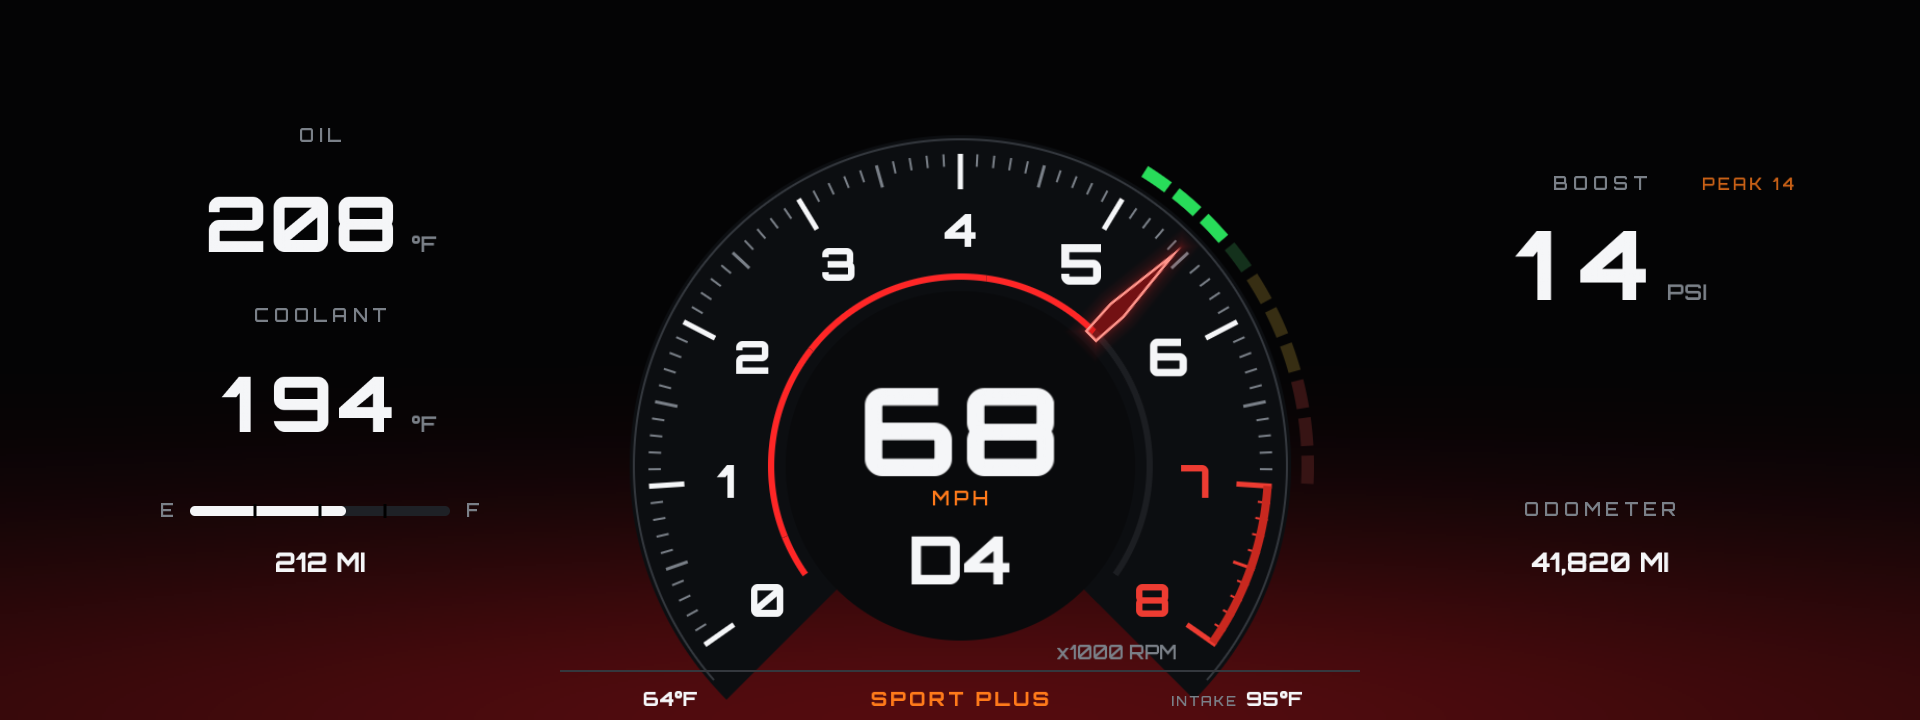 OIL
208 °F
COOLANT
194 °F
E F
212 MI
0
1
2
3
4
5
6
7
8
68
MPH
D4
x1000 RPM
BOOST PEAK 14
14 PSI
ODOMETER
41,820 MI
64°F SPORT PLUS INTAKE 95°F